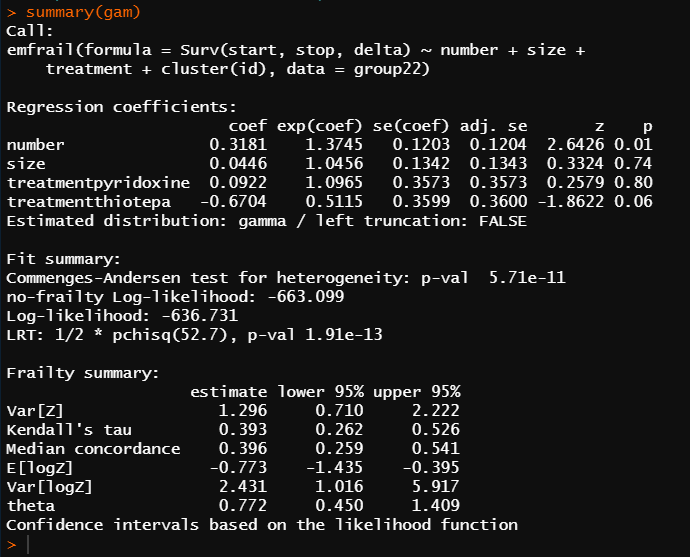 > summary(gam)
Call:
emfrail(formula = Surv(start, stop, delta) ~ number + size +
    treatment + cluster(id), data = group22)

Regression coefficients:
                      coef exp(coef) se(coef) adj. se       z    p
number              0.3181    1.3745   0.1203  0.1204  2.6426 0.01
size                0.0446    1.0456   0.1342  0.1343  0.3324 0.74
treatmentpyridoxine  0.0922    1.0965   0.3573  0.3573  0.2579 0.80
treatmentthiotepa  -0.6704    0.5115   0.3599  0.3600 -1.8622 0.06
Estimated distribution: gamma / left truncation: FALSE

Fit summary:
Commenges-Andersen test for heterogeneity: p-val  5.71e-11
no-frailty Log-likelihood: -663.099
Log-likelihood: -636.731
LRT: 1/2 * pchisq(52.7), p-val 1.91e-13

Frailty summary:
                   estimate lower 95% upper 95%
Var[Z]                1.296     0.710     2.222
Kendall's tau         0.393     0.262     0.526
Median concordance    0.396     0.259     0.541
E[logZ]              -0.773    -1.435    -0.395
Var[logZ]             2.431     1.016     5.917
theta                 0.772     0.450     1.409
Confidence intervals based on the likelihood function
>